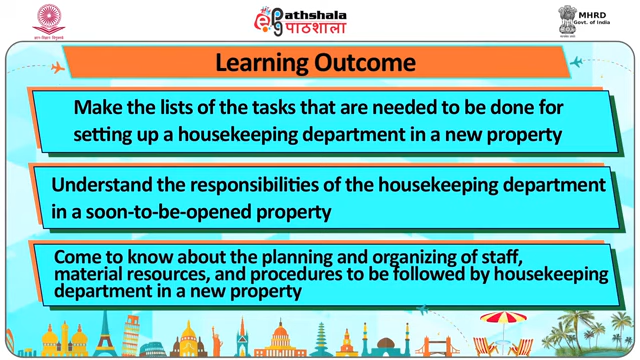 Pathshala
पाठशाला
MHRD
Govt. of India
Learning Outcome
Make the lists of the tasks that are needed to be done for
setting up a housekeeping department in a new property
Understand the responsibilities of the housekeeping department
in a soon-to-be-opened property
Come to know about the planning and organizing of staff,
material resources, and procedures to be followed by housekeeping
department in a new property